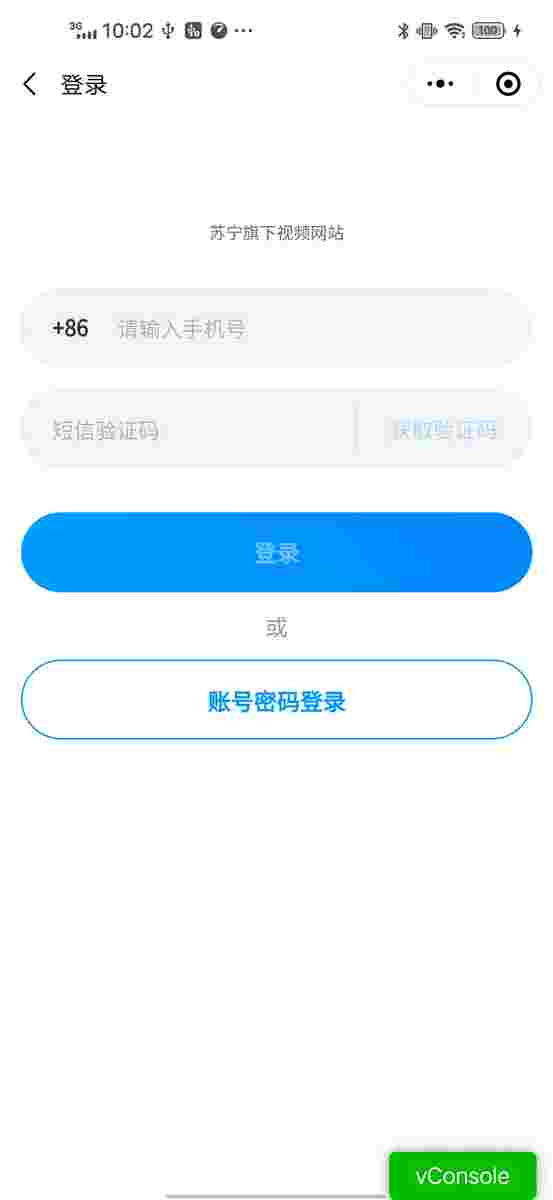 3G 10:02 100
登录
苏宁旗下视频网站
+86 请输入手机号
短信验证码 获取验证码
登录
或
账号密码登录
vConsole